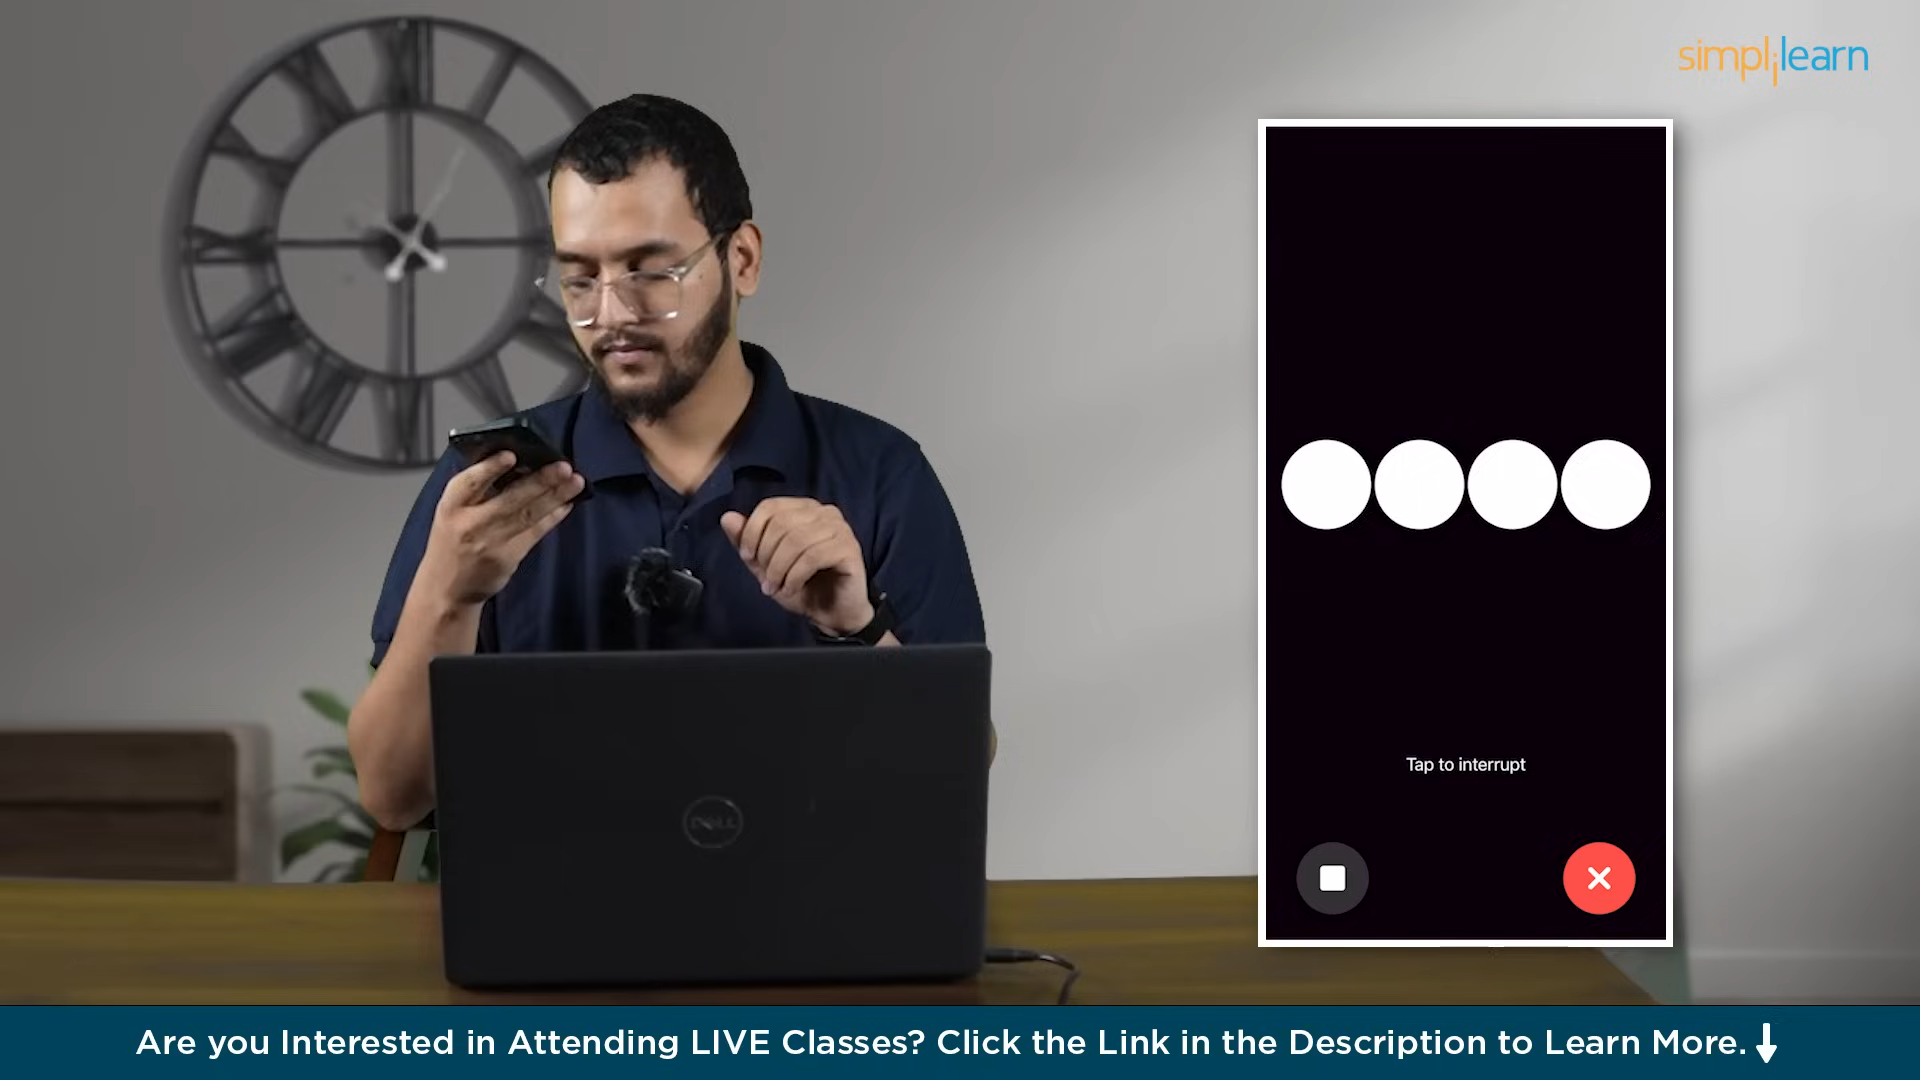 simplilearn
Tap to interrupt
DELL
Are you Interested in Attending LIVE Classes? Click the Link in the Description to Learn More.